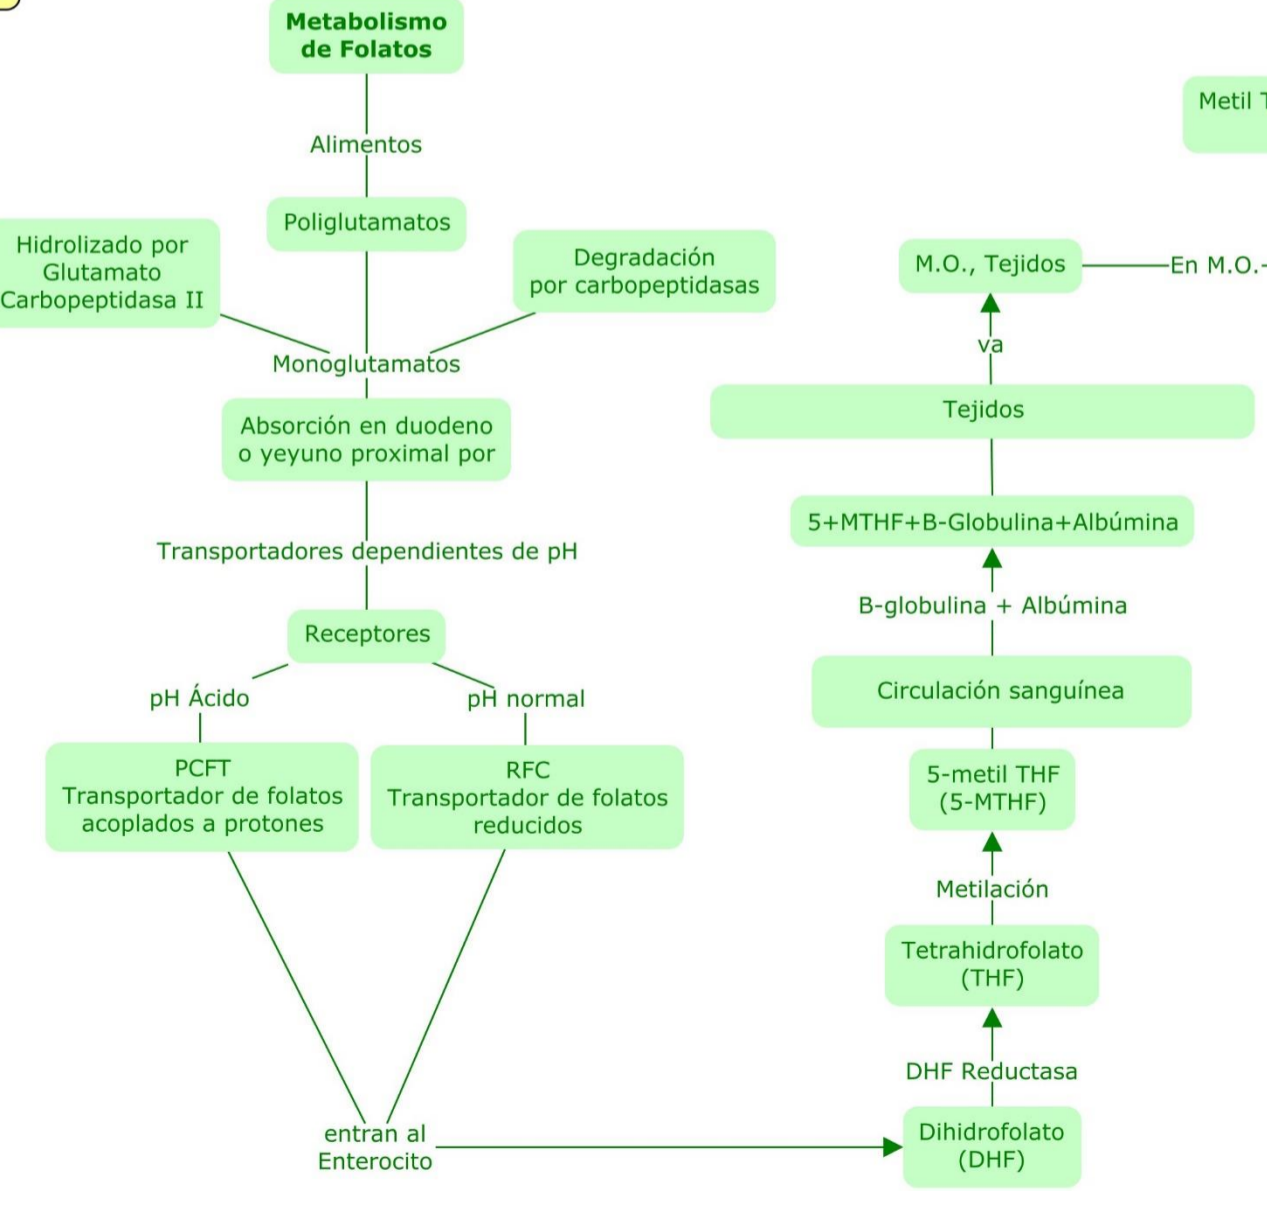 Metabolismo
de Folatos
Alimentos
Poliglutamatos
Hidrolizado por
Glutamato
Carbopeptidasa II
Degradación
por carbopeptidasas
Monoglutamatos
Absorción en duodeno
o yeyuno proximal por
Transportadores dependientes de pH
Receptores
pH Ácido
pH normal
PCFT
Transportador de folatos
acoplados a protones
RFC
Transportador de folatos
reducidos
entran al
Enterocito
Dihidrofolato
(DHF)
DHF Reductasa
Tetrahidrofolato
(THF)
Metilación
5-metil THF
(5-MTHF)
Circulación sanguínea
B-globulina + Albúmina
5+MTHF+B-Globulina+Albúmina
Tejidos
va
M.O., Tejidos
En M.O.
Metil T